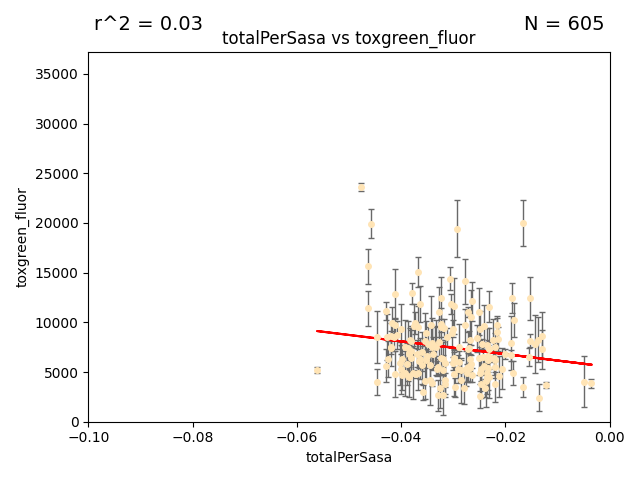 r^2 = 0.03
N = 605
totalPerSasa vs toxgreen_fluor
35000
30000
25000
20000
15000
10000
5000
0
toxgreen_fluor
−0.10
−0.08
−0.06
−0.04
−0.02
0.00
totalPerSasa